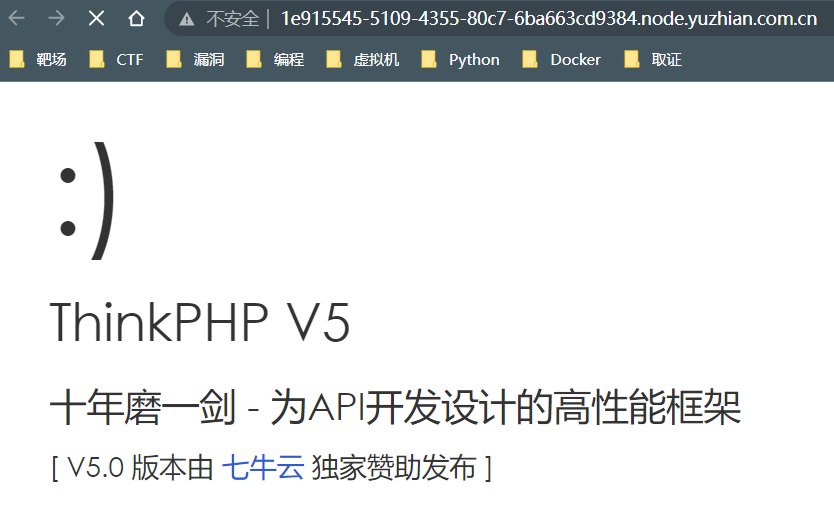 不安全 | 1e915545-5109-4355-80c7-6ba663cd9384.node.yuzhian.com.cn
靶场 CTF 漏洞 编程 虚拟机 Python Docker 取证
:)
ThinkPHP V5
十年磨一剑 - 为API开发设计的高性能框架
[ V5.0 版本由 七牛云 独家赞助发布 ]